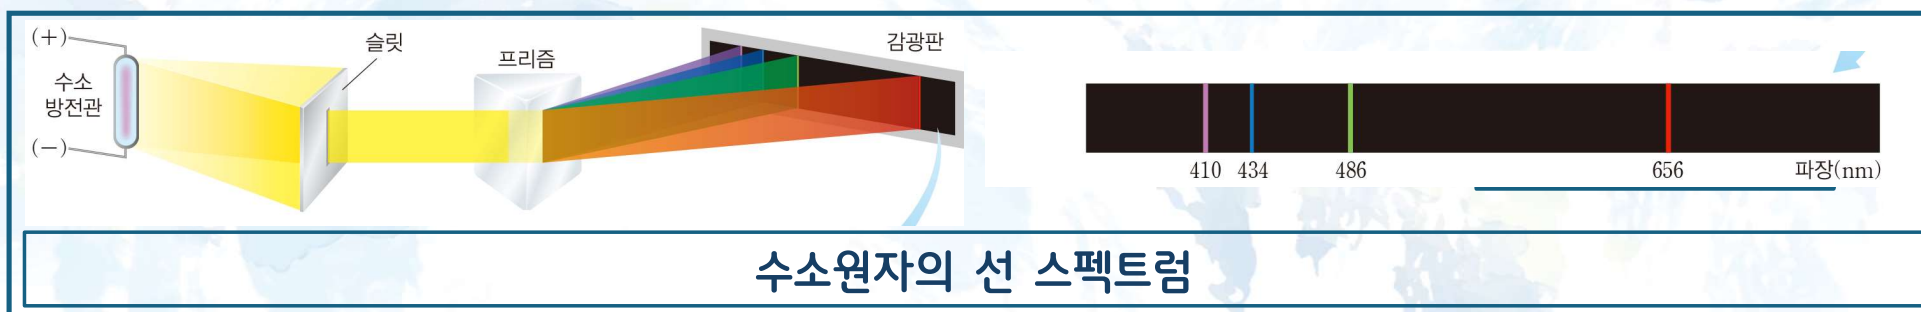 (+)
수소
방전관
(−)
슬릿
프리즘
감광판
410 434 486 656 파장(nm)
수소원자의 선 스펙트럼